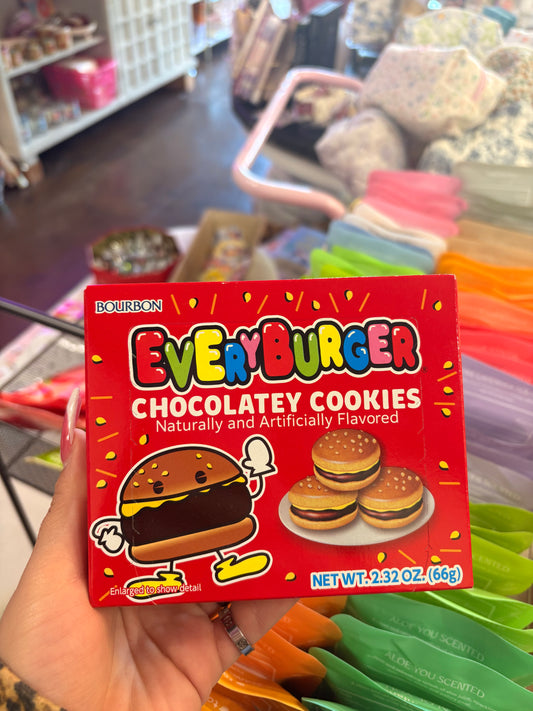 BOURBON
EVERYBURGER
CHOCOLATEY COOKIES
Naturally and Artificially Flavored
Enlarged to show detail
NET WT. 2.32 OZ. (66g)
ALOE YOU SCENTED
ALOE YOU SCENTED